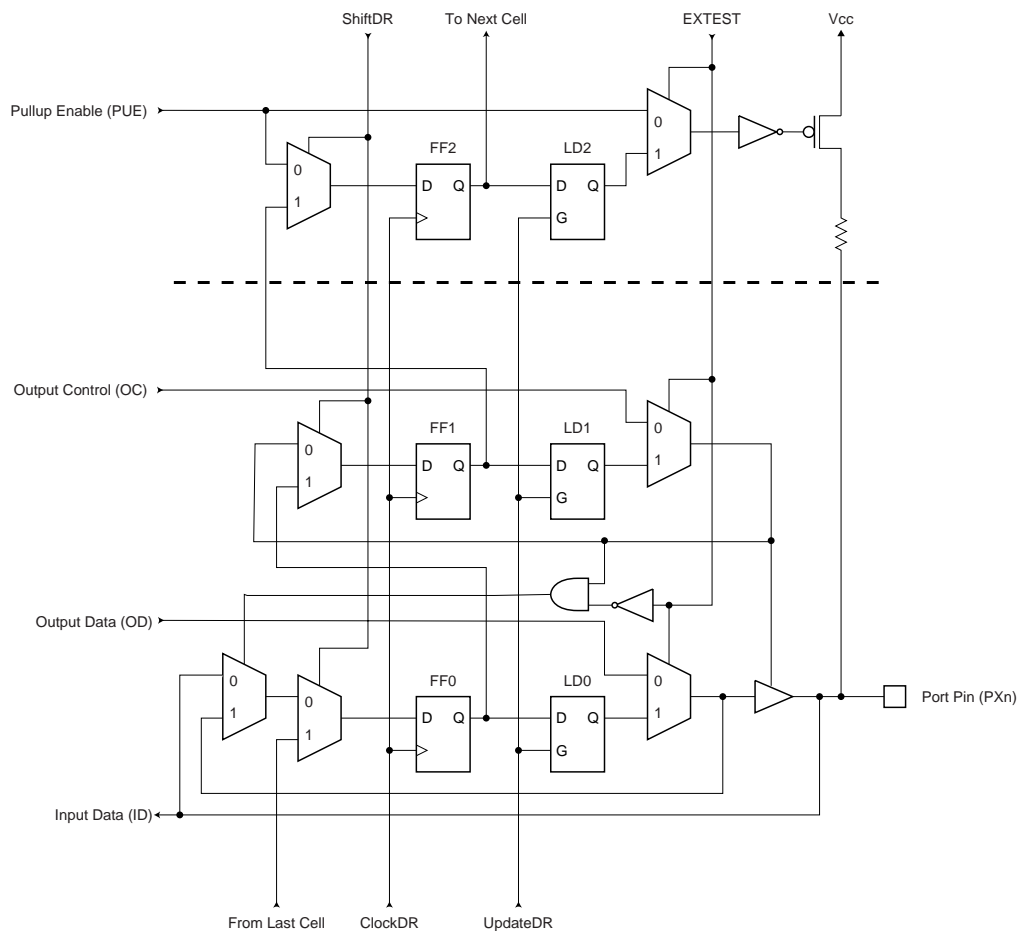 ShiftDR To Next Cell EXTEST Vcc
Pullup Enable (PUE)
0
FF2 LD2
1
0
D Q D Q
1
G
Output Control (OC)
FF1 LD1
0
0
D Q D Q 1
1
G
Output Data (OD)
FF0 LD0
0 0
0
Port Pin (PXn)
1 D Q D Q 1
1
G
Input Data (ID)
From Last Cell ClockDR UpdateDR